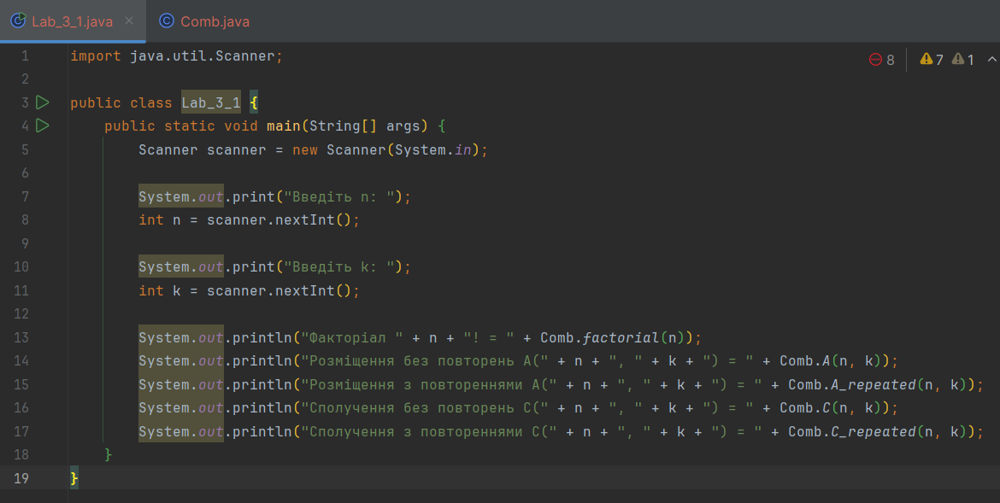 Lab_3_1.java Comb.java
8 7 1
1 import java.util.Scanner;
2
3 public class Lab_3_1 {
4 public static void main(String[] args) {
5 Scanner scanner = new Scanner(System.in);
6
7 System.out.print("Введіть n: ");
8 int n = scanner.nextInt();
9
10 System.out.print("Введіть k: ");
11 int k = scanner.nextInt();
12
13 System.out.println("Факторіал " + n + "! = " + Comb.factorial(n));
14 System.out.println("Розміщення без повторень A(" + n + ", " + k + ") = " + Comb.A(n, k));
15 System.out.println("Розміщення з повтореннями A(" + n + ", " + k + ") = " + Comb.A_repeated(n, k));
16 System.out.println("Сполучення без повторень C(" + n + ", " + k + ") = " + Comb.C(n, k));
17 System.out.println("Сполучення з повтореннями C(" + n + ", " + k + ") = " + Comb.C_repeated(n, k));
18 }
19 }